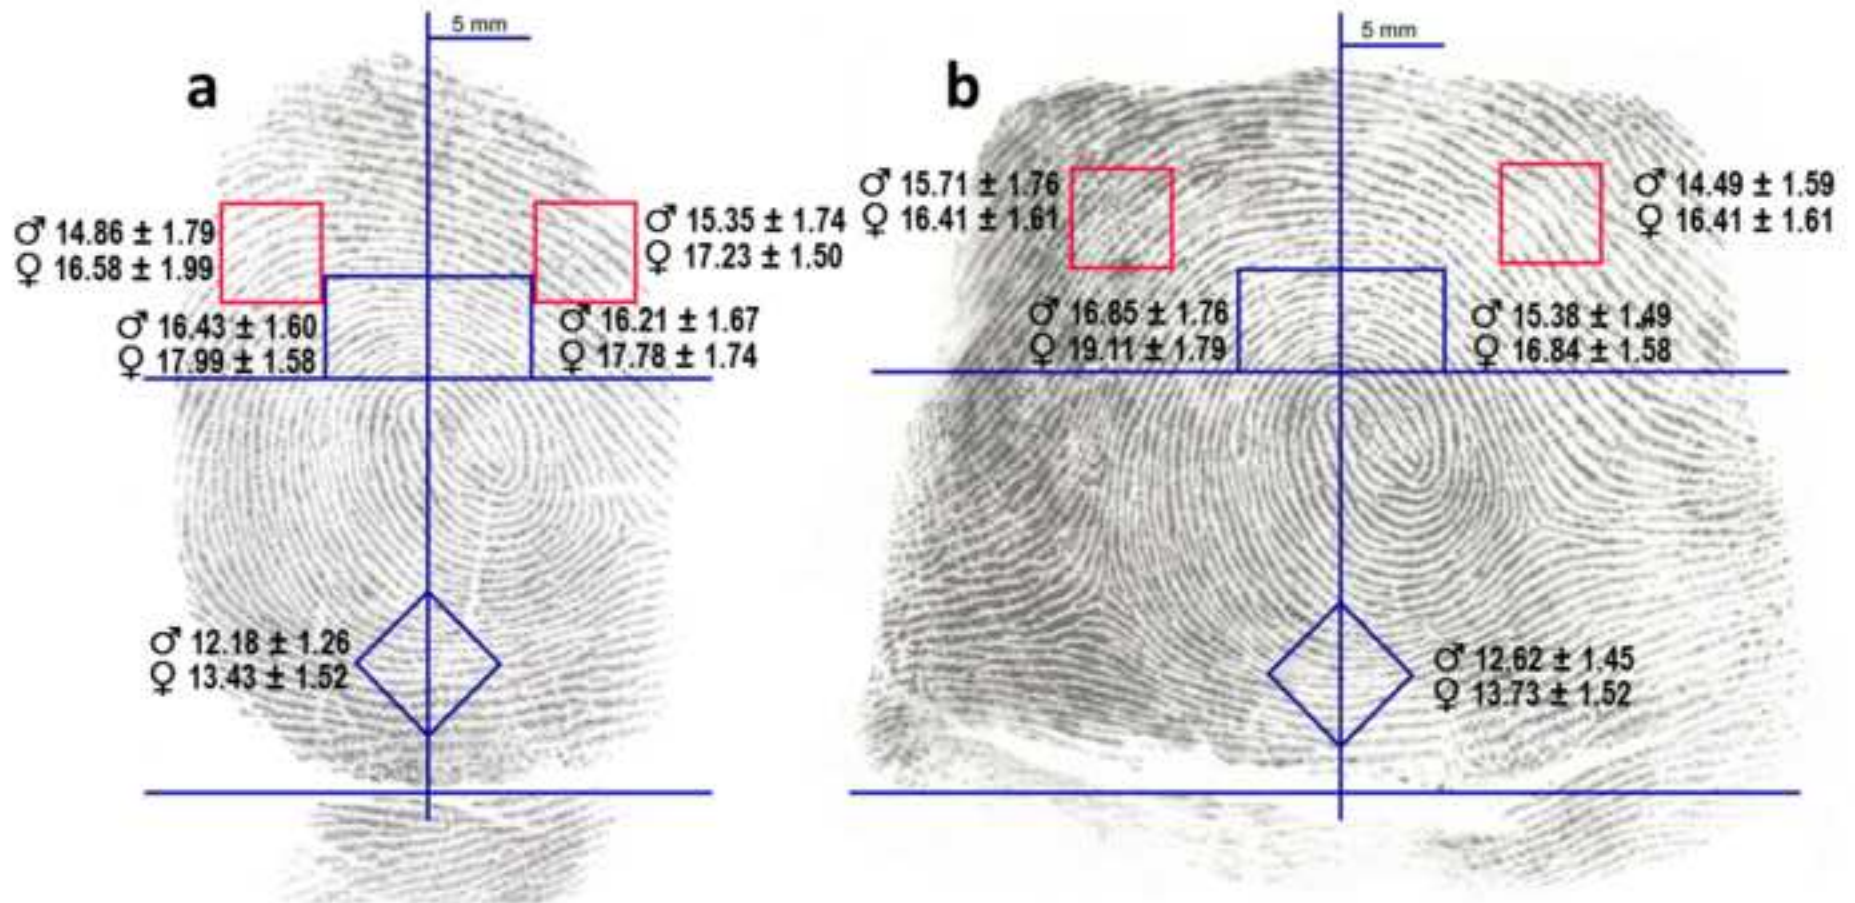 5 mm
a
♂ 14.86 ± 1.79
♀ 16.58 ± 1.99
♂ 15.35 ± 1.74
♀ 17.23 ± 1.50
♂ 16.43 ± 1.60
♀ 17.99 ± 1.58
♂ 16.21 ± 1.67
♀ 17.78 ± 1.74
♂ 12.18 ± 1.26
♀ 13.43 ± 1.52
5 mm
b
♂ 15.71 ± 1.76
♀ 16.41 ± 1.61
♂ 14.49 ± 1.59
♀ 16.41 ± 1.61
♂ 16.85 ± 1.76
♀ 19.11 ± 1.79
♂ 15.38 ± 1.49
♀ 16.84 ± 1.58
♂ 12.62 ± 1.45
♀ 13.73 ± 1.52